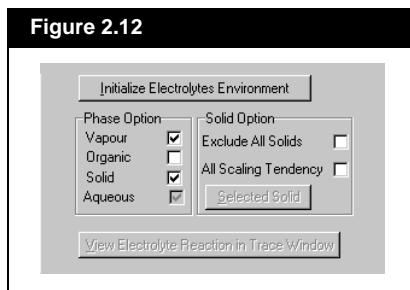 Figure 2.12
Initialize Electrolytes Environment
Phase Option
Vapour
Organic
Solid
Aqueous
Solid Option
Exclude All Solids
All Scaling Tendency
Selected Solid
View Electrolyte Reaction in Trace Window